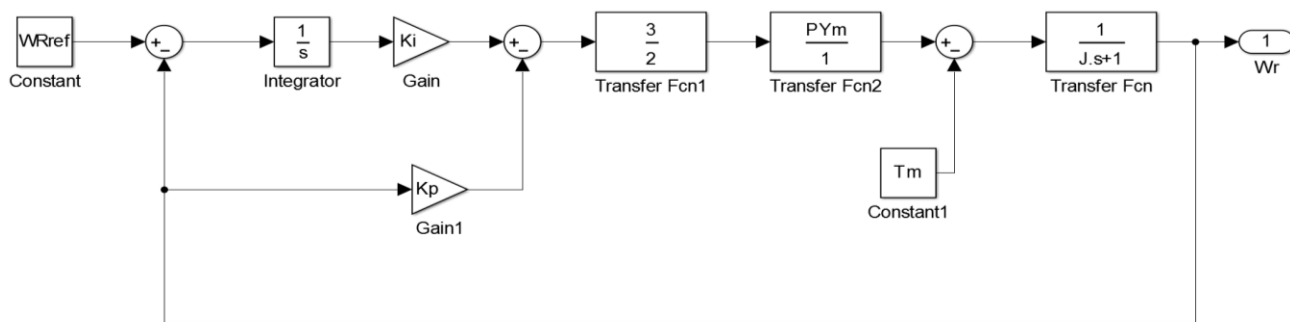 WRref
Constant
+
-
1
s
Integrator
Ki
Gain
+
-
3
2
Transfer Fcn1
PYm
1
Transfer Fcn2
+
-
1
J.s+1
Transfer Fcn
1
Wr
Kp
Gain1
Tm
Constant1